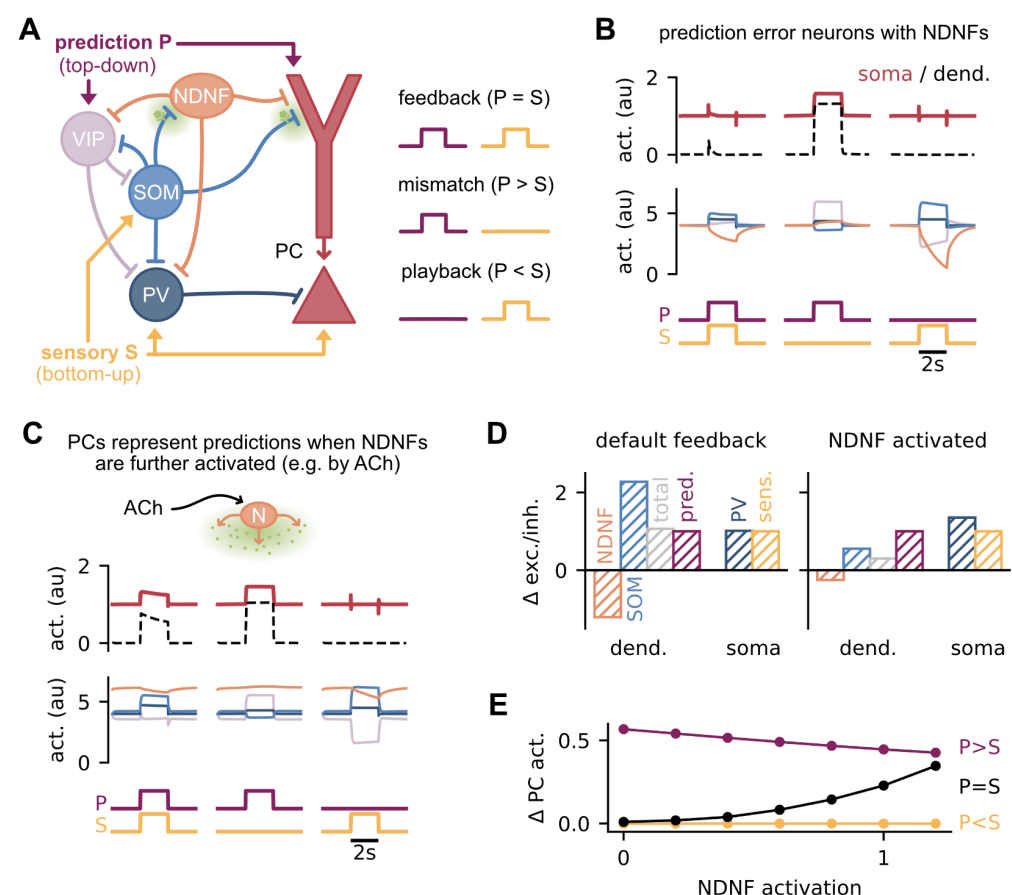 A
prediction P
(top-down)
NDNF
VIP
SOM
PV
PC
sensory S
(bottom-up)
feedback (P = S)
mismatch (P > S)
playback (P < S)
B
prediction error neurons with NDNFs
soma / dend.
act. (au)
2
0
act. (au)
5
0
P
S
2s
C
PCs represent predictions when NDNFs
are further activated (e.g. by ACh)
ACh
N
act. (au)
2
0
act. (au)
5
0
P
S
2s
D
default feedback
NDNF activated
Δ exc./inh.
2
0
NDNF
SOM
total
pred.
PV
sens.
dend.
soma
dend.
soma
E
Δ PC act.
0.5
0.0
P>S
P=S
P<S
0
1
NDNF activation